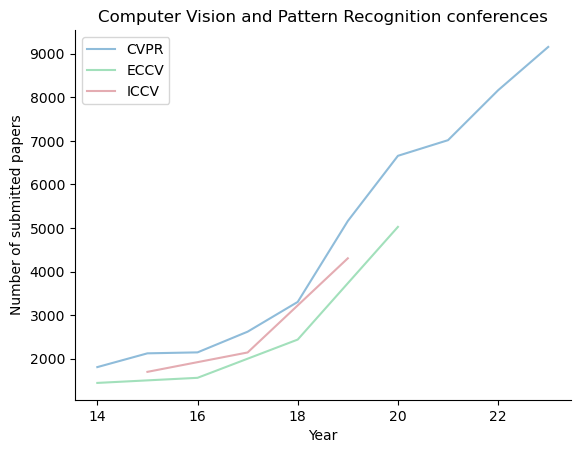 Computer Vision and Pattern Recognition conferences
CVPR
ECCV
ICCV
Number of submitted papers
9000
8000
7000
6000
5000
4000
3000
2000
14
16
18
20
22
Year